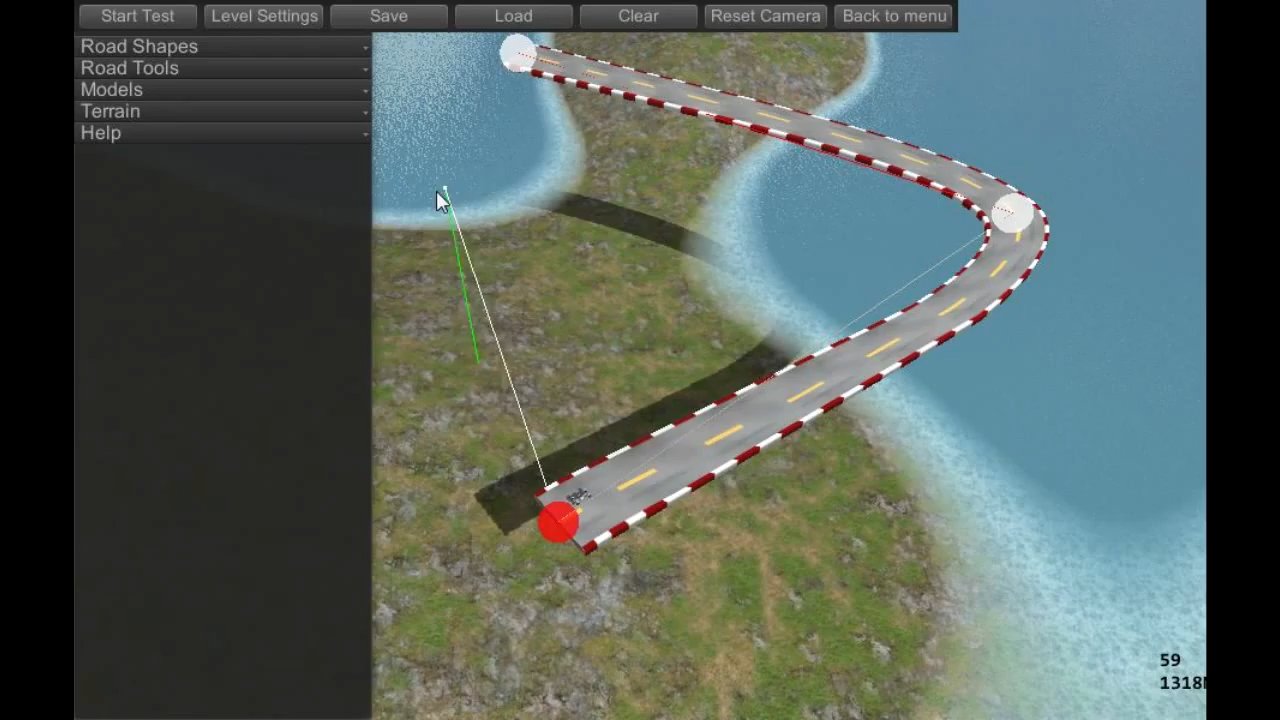 Start Test Level Settings Save Load Clear Reset Camera Back to menu
Road Shapes
Road Tools
Models
Terrain
Help
59
1318